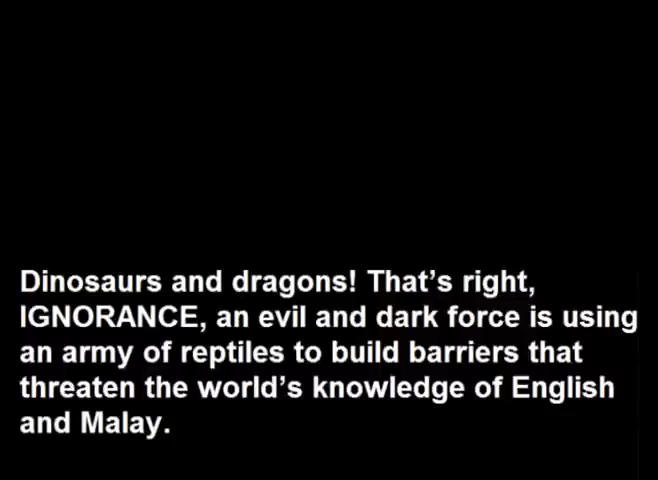 Dinosaurs and dragons! That’s right,
IGNORANCE, an evil and dark force is using
an army of reptiles to build barriers that
threaten the world’s knowledge of English
and Malay.